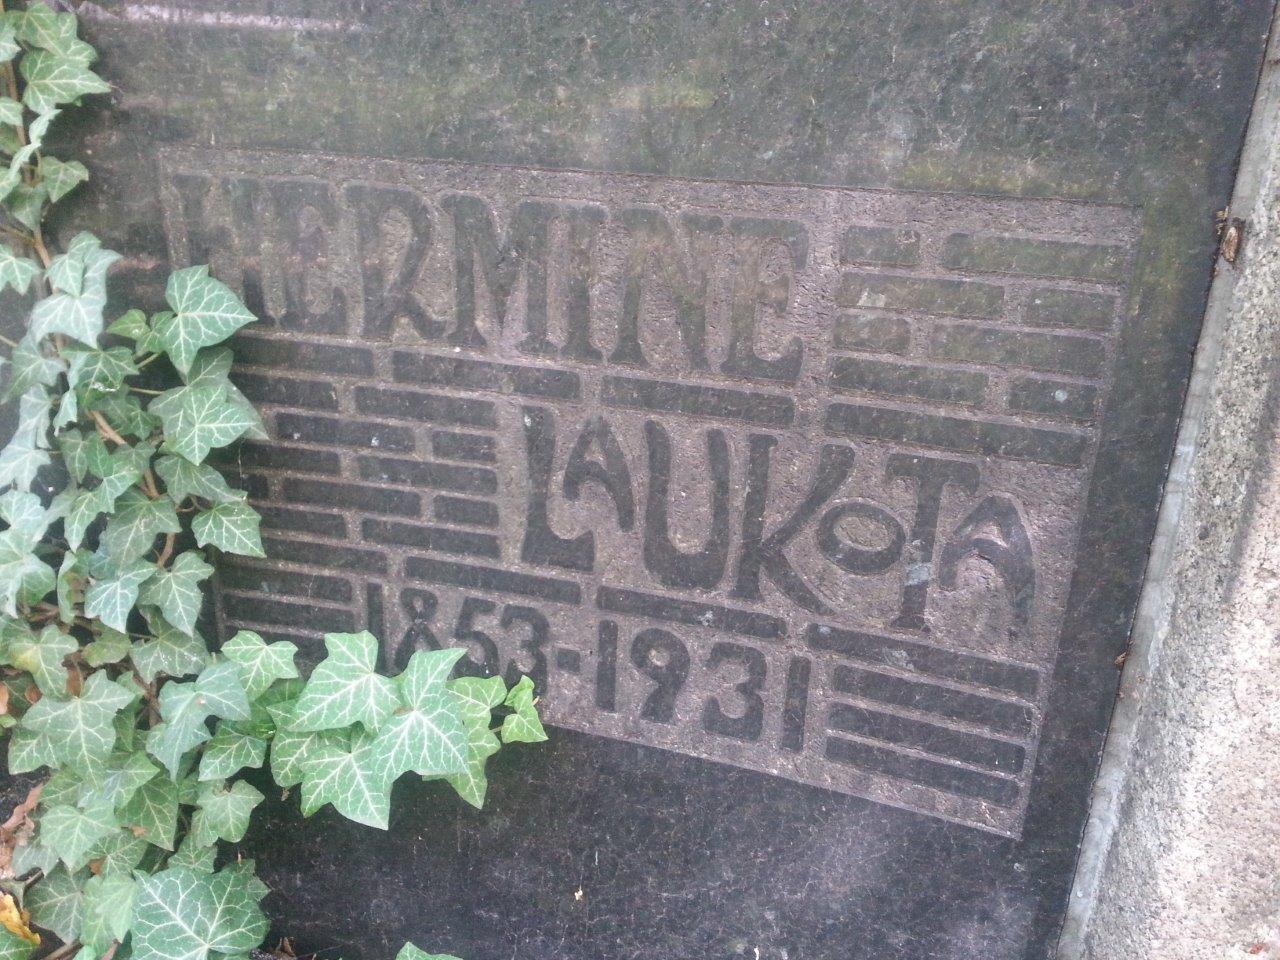 HERMINE
LAUKOTA
1853-1931